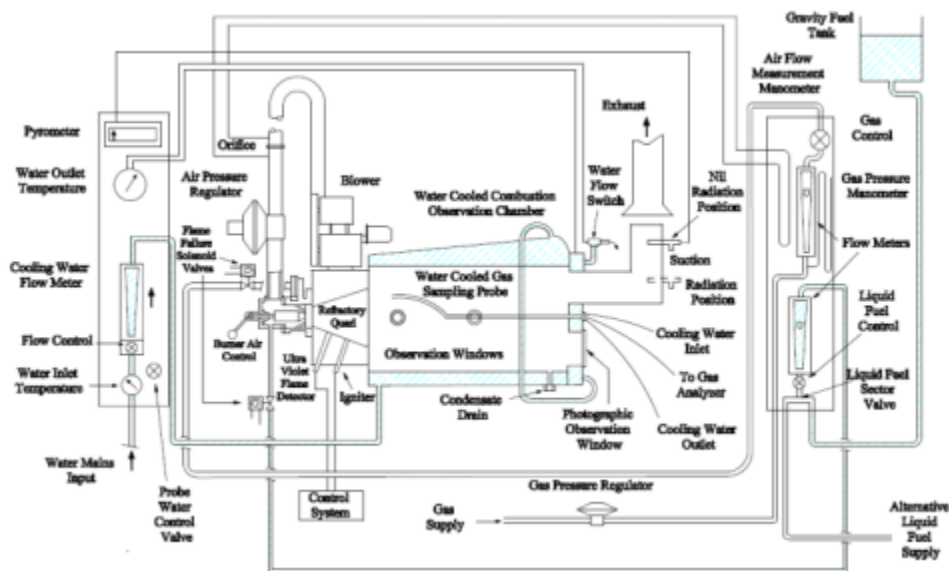 Gravity Fuel
Tank
Air Flow
Measurement
Manometer
Exhaust
Gas
Control
Pyrometer
Orifice
Water Outlet
Temperature
Air Pressure
Regulator
Blower
Water Cooled Combustion
Observation Chamber
Water
Flow
Switch
Nil
Radiation
Position
Gas Pressure
Manometer
Flame
Failure
Solenoid
Valves
Flow Meters
Suction
Cooling Water
Flow Meter
Water Cooled Gas
Sampling Probe
Radiation
Position
Liquid
Fuel
Control
Refractory
Quarl
Flow Control
Burner Air
Control
Observation Windows
Cooling Water
Inlet
Water Inlet
Temperature
Ultra
Violet Flame
Detector
Igniter
Condensate
Drain
To Gas
Analyser
Liquid Fuel
Sector
Valve
Photographic
Observation
Window
Cooling Water
Outlet
Water Mains
Input
Probe
Water
Control
Valve
Control
System
Gas Pressure Regulator
Gas
Supply
Alternative
Liquid
Fuel
Supply